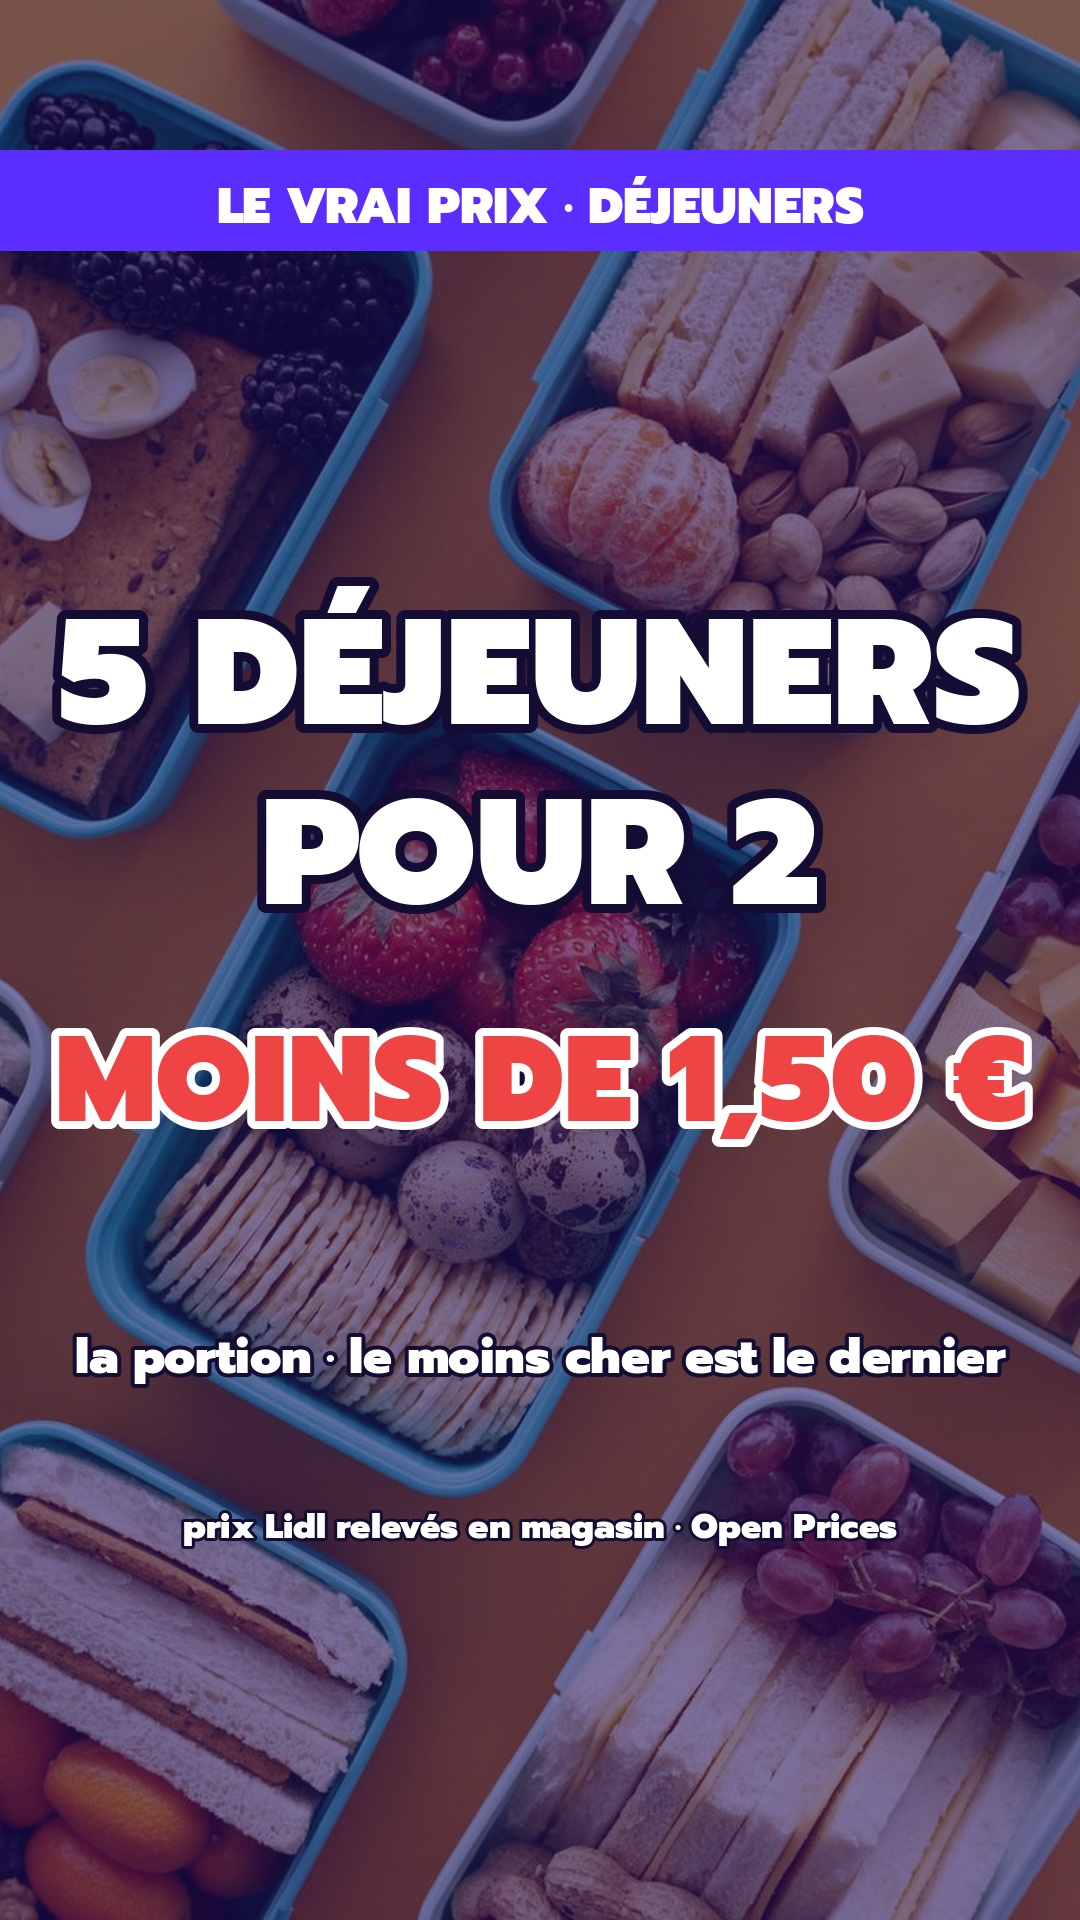 LE VRAI PRIX · DÉJEUNERS
5 DÉJEUNERS
POUR 2
MOINS DE 1,50 €
la portion · le moins cher est le dernier
prix Lidl relevés en magasin · Open Prices